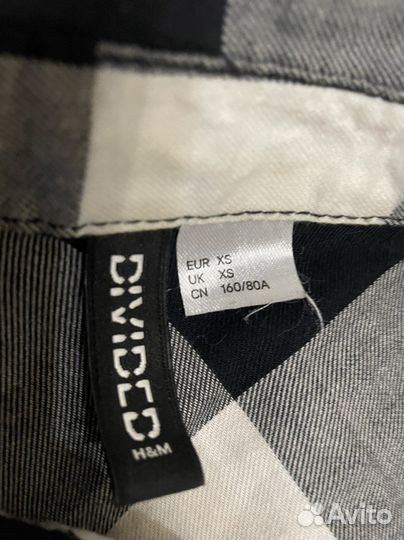 DIVIDED
H&M
EUR XS
UK XS
CN 160/80A
Avito